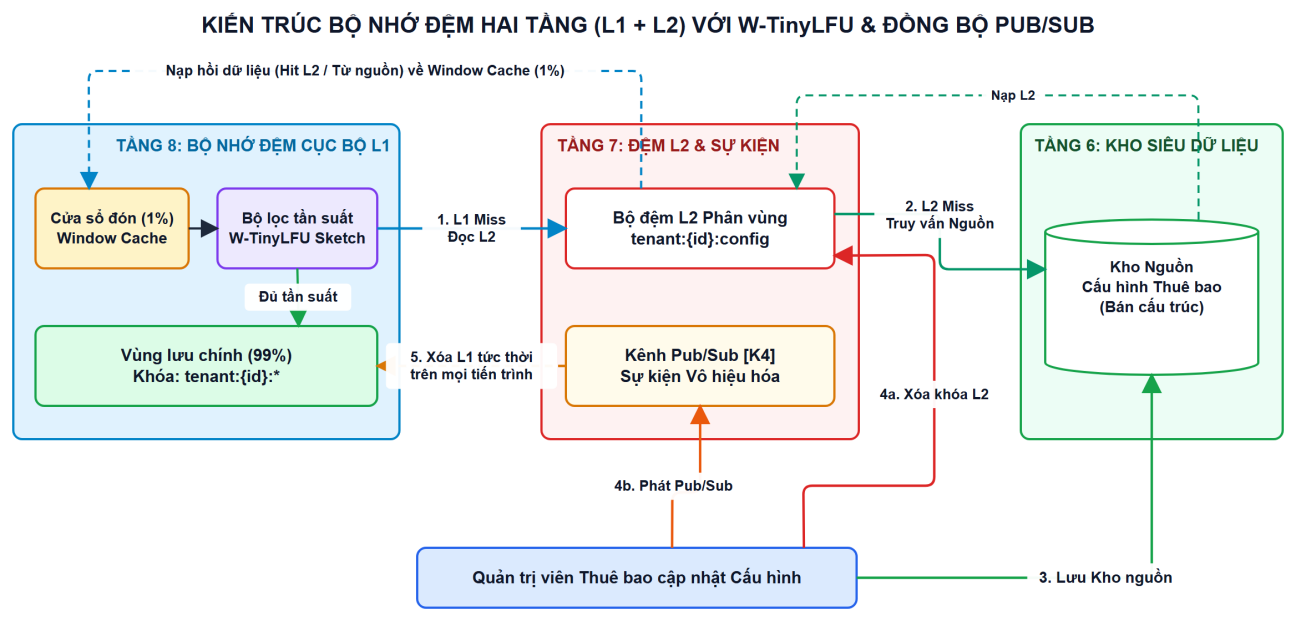 KIẾN TRÚC BỘ NHỚ ĐỆM HAI TẦNG (L1 + L2) VỚI W-TinyLFU & ĐỒNG BỘ PUB/SUB
Nạp hồi dữ liệu (Hit L2 / Từ nguồn) về Window Cache (1%)
Nạp L2
TẦNG 8: BỘ NHỚ ĐỆM CỤC BỘ L1
TẦNG 7: ĐỆM L2 & SỰ KIỆN
TẦNG 6: KHO SIÊU DỮ LIỆU
Cửa sổ đón (1%)
Window Cache
Bộ lọc tần suất
W-TinyLFU Sketch
1. L1 Miss
Đọc L2
Bộ đệm L2 Phân vùng
tenant:{id}:config
2. L2 Miss
Truy vấn Nguồn
Kho Nguồn
Cấu hình Thuê bao
(Bán cấu trúc)
Đủ tần suất
Vùng lưu chính (99%)
Khóa: tenant:{id}:*
5. Xóa L1 tức thời
trên mọi tiến trình
Kênh Pub/Sub [K4]
Sự kiện Vô hiệu hóa
4a. Xóa khóa L2
4b. Phát Pub/Sub
Quản trị viên Thuê bao cập nhật Cấu hình
3. Lưu Kho nguồn